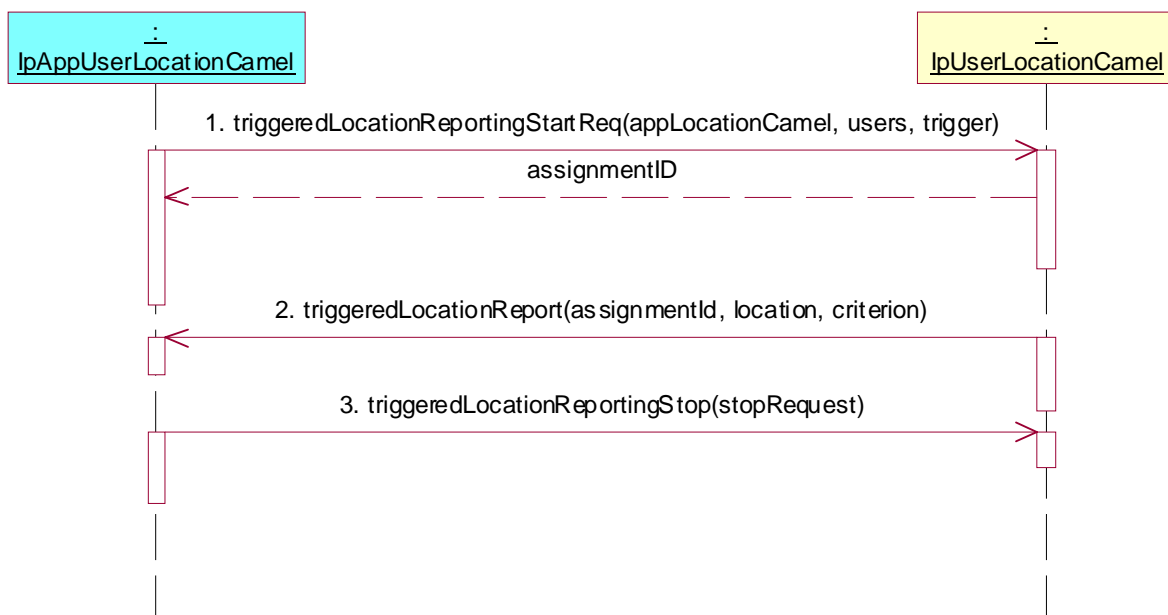 :
IpAppUserLocationCamel
:
IpUserLocationCamel
1. triggeredLocationReportingStartReq(appLocationCamel, users, trigger)
assignmentID
2. triggeredLocationReport(assignmentId, location, criterion)
3. triggeredLocationReportingStop(stopRequest)